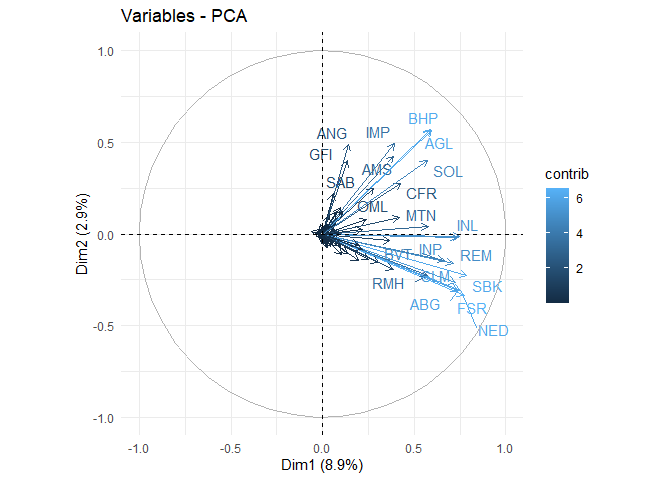 Variables - PCA
1.0
0.5
0.0
-0.5
-1.0
Dim2 (2.9%)
BHP
ANG
IMP
AGL
GFI
AMS
SOL
SAB
CFR
OML
MTN
INL
INP
BVT
REM
SLM
RMH
SBK
ABG
FSR
NED
-1.0
-0.5
0.0
0.5
1.0
Dim1 (8.9%)
contrib
6
4
2